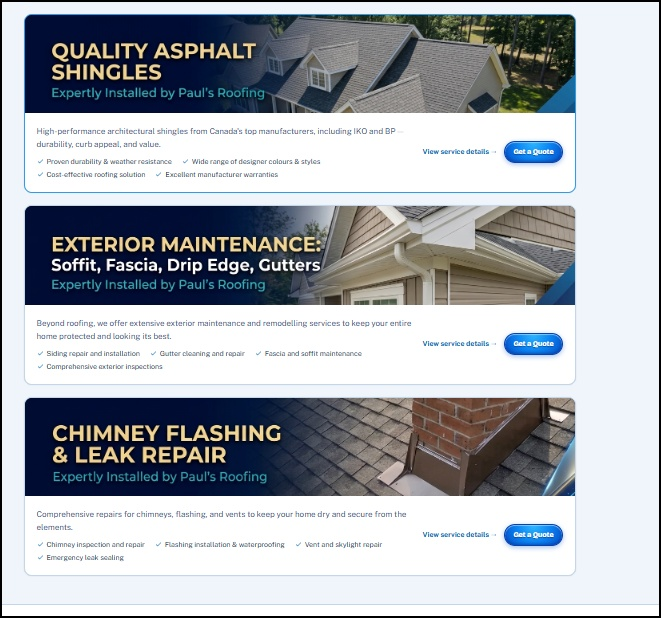 QUALITY ASPHALT
SHINGLES
Expertly Installed by Paul's Roofing
High-performance architectural shingles from Canada's top manufacturers, including IKO and BP —
durability, curb appeal, and value.
✓ Proven durability & weather resistance ✓ Wide range of designer colours & styles
✓ Cost-effective roofing solution ✓ Excellent manufacturer warranties
View service details →
Get a Quote
EXTERIOR MAINTENANCE:
Soffit, Fascia, Drip Edge, Gutters
Expertly Installed by Paul's Roofing
Beyond roofing, we offer extensive exterior maintenance and remodelling services to keep your entire
home protected and looking its best.
✓ Siding repair and installation ✓ Gutter cleaning and repair ✓ Fascia and soffit maintenance
✓ Comprehensive exterior inspections
View service details →
Get a Quote
CHIMNEY FLASHING
& LEAK REPAIR
Expertly Installed by Paul's Roofing
Comprehensive repairs for chimneys, flashing, and vents to keep your home dry and secure from the
elements.
✓ Chimney inspection and repair ✓ Flashing installation & waterproofing ✓ Vent and skylight repair
✓ Emergency leak sealing
View service details →
Get a Quote